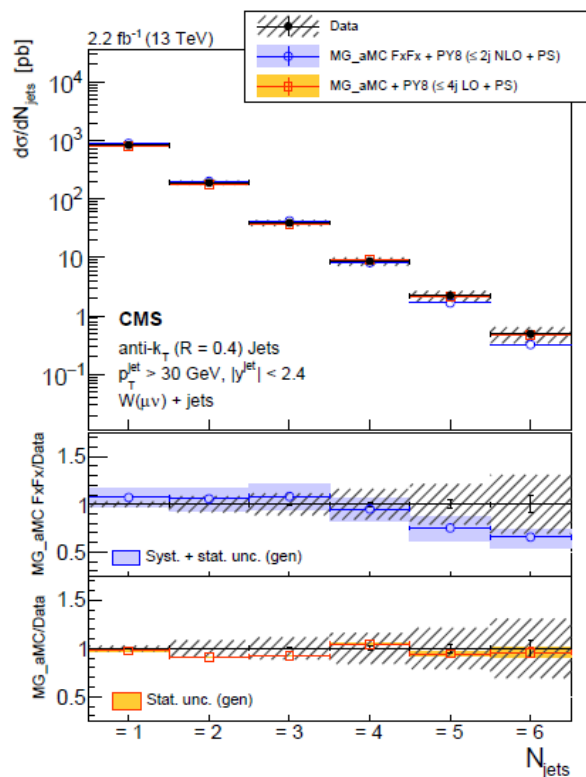 2.2 fb⁻¹ (13 TeV)
Data
MG_aMC FxFx + PY8 (≤ 2j NLO + PS)
MG_aMC + PY8 (≤ 4j LO + PS)
dσ/dN_jets [pb]
10⁴
10³
10²
10
1
10⁻¹
CMS
anti-k_T (R = 0.4) Jets
p_T^jet > 30 GeV, |y^jet| < 2.4
W(μν) + jets
MG_aMC FxFx/Data
1.5
1
0.5
Syst. + stat. unc. (gen)
MG_aMC/Data
1.5
1
0.5
Stat. unc. (gen)
= 1 = 2 = 3 = 4 = 5 = 6
N_jets